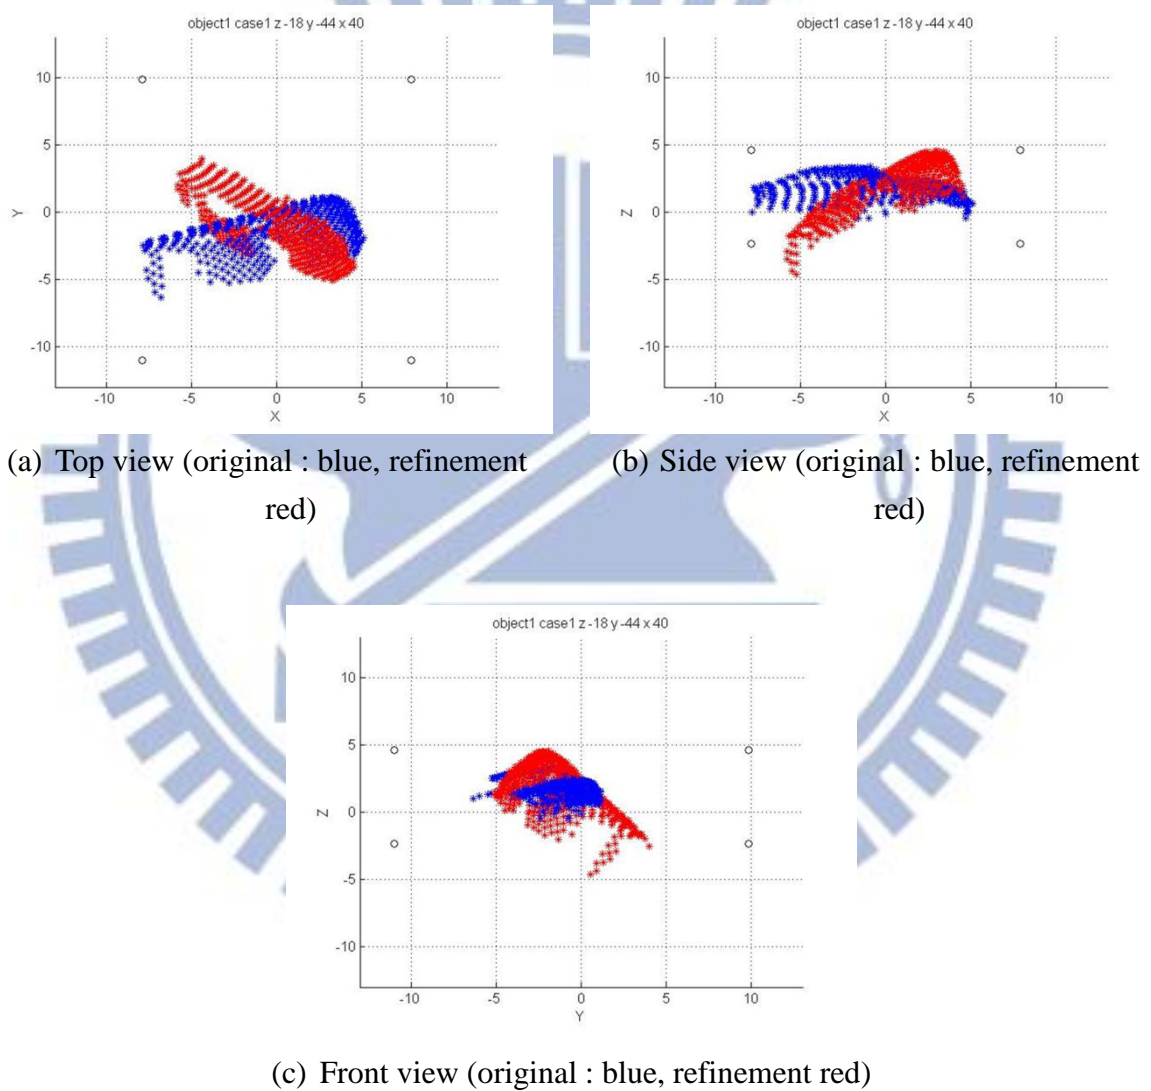 object1 case1 z -18 y -44 x 40
10
5
0
-5
-10
Y
-10 -5 0 5 10
X
object1 case1 z -18 y -44 x 40
10
5
0
-5
-10
Z
-10 -5 0 5 10
X
(a) Top view (original : blue, refinement
red)
(b) Side view (original : blue, refinement
red)
object1 case1 z -18 y -44 x 40
10
5
0
-5
-10
Z
-10 -5 0 5 10
Y
(c) Front view (original : blue, refinement red)